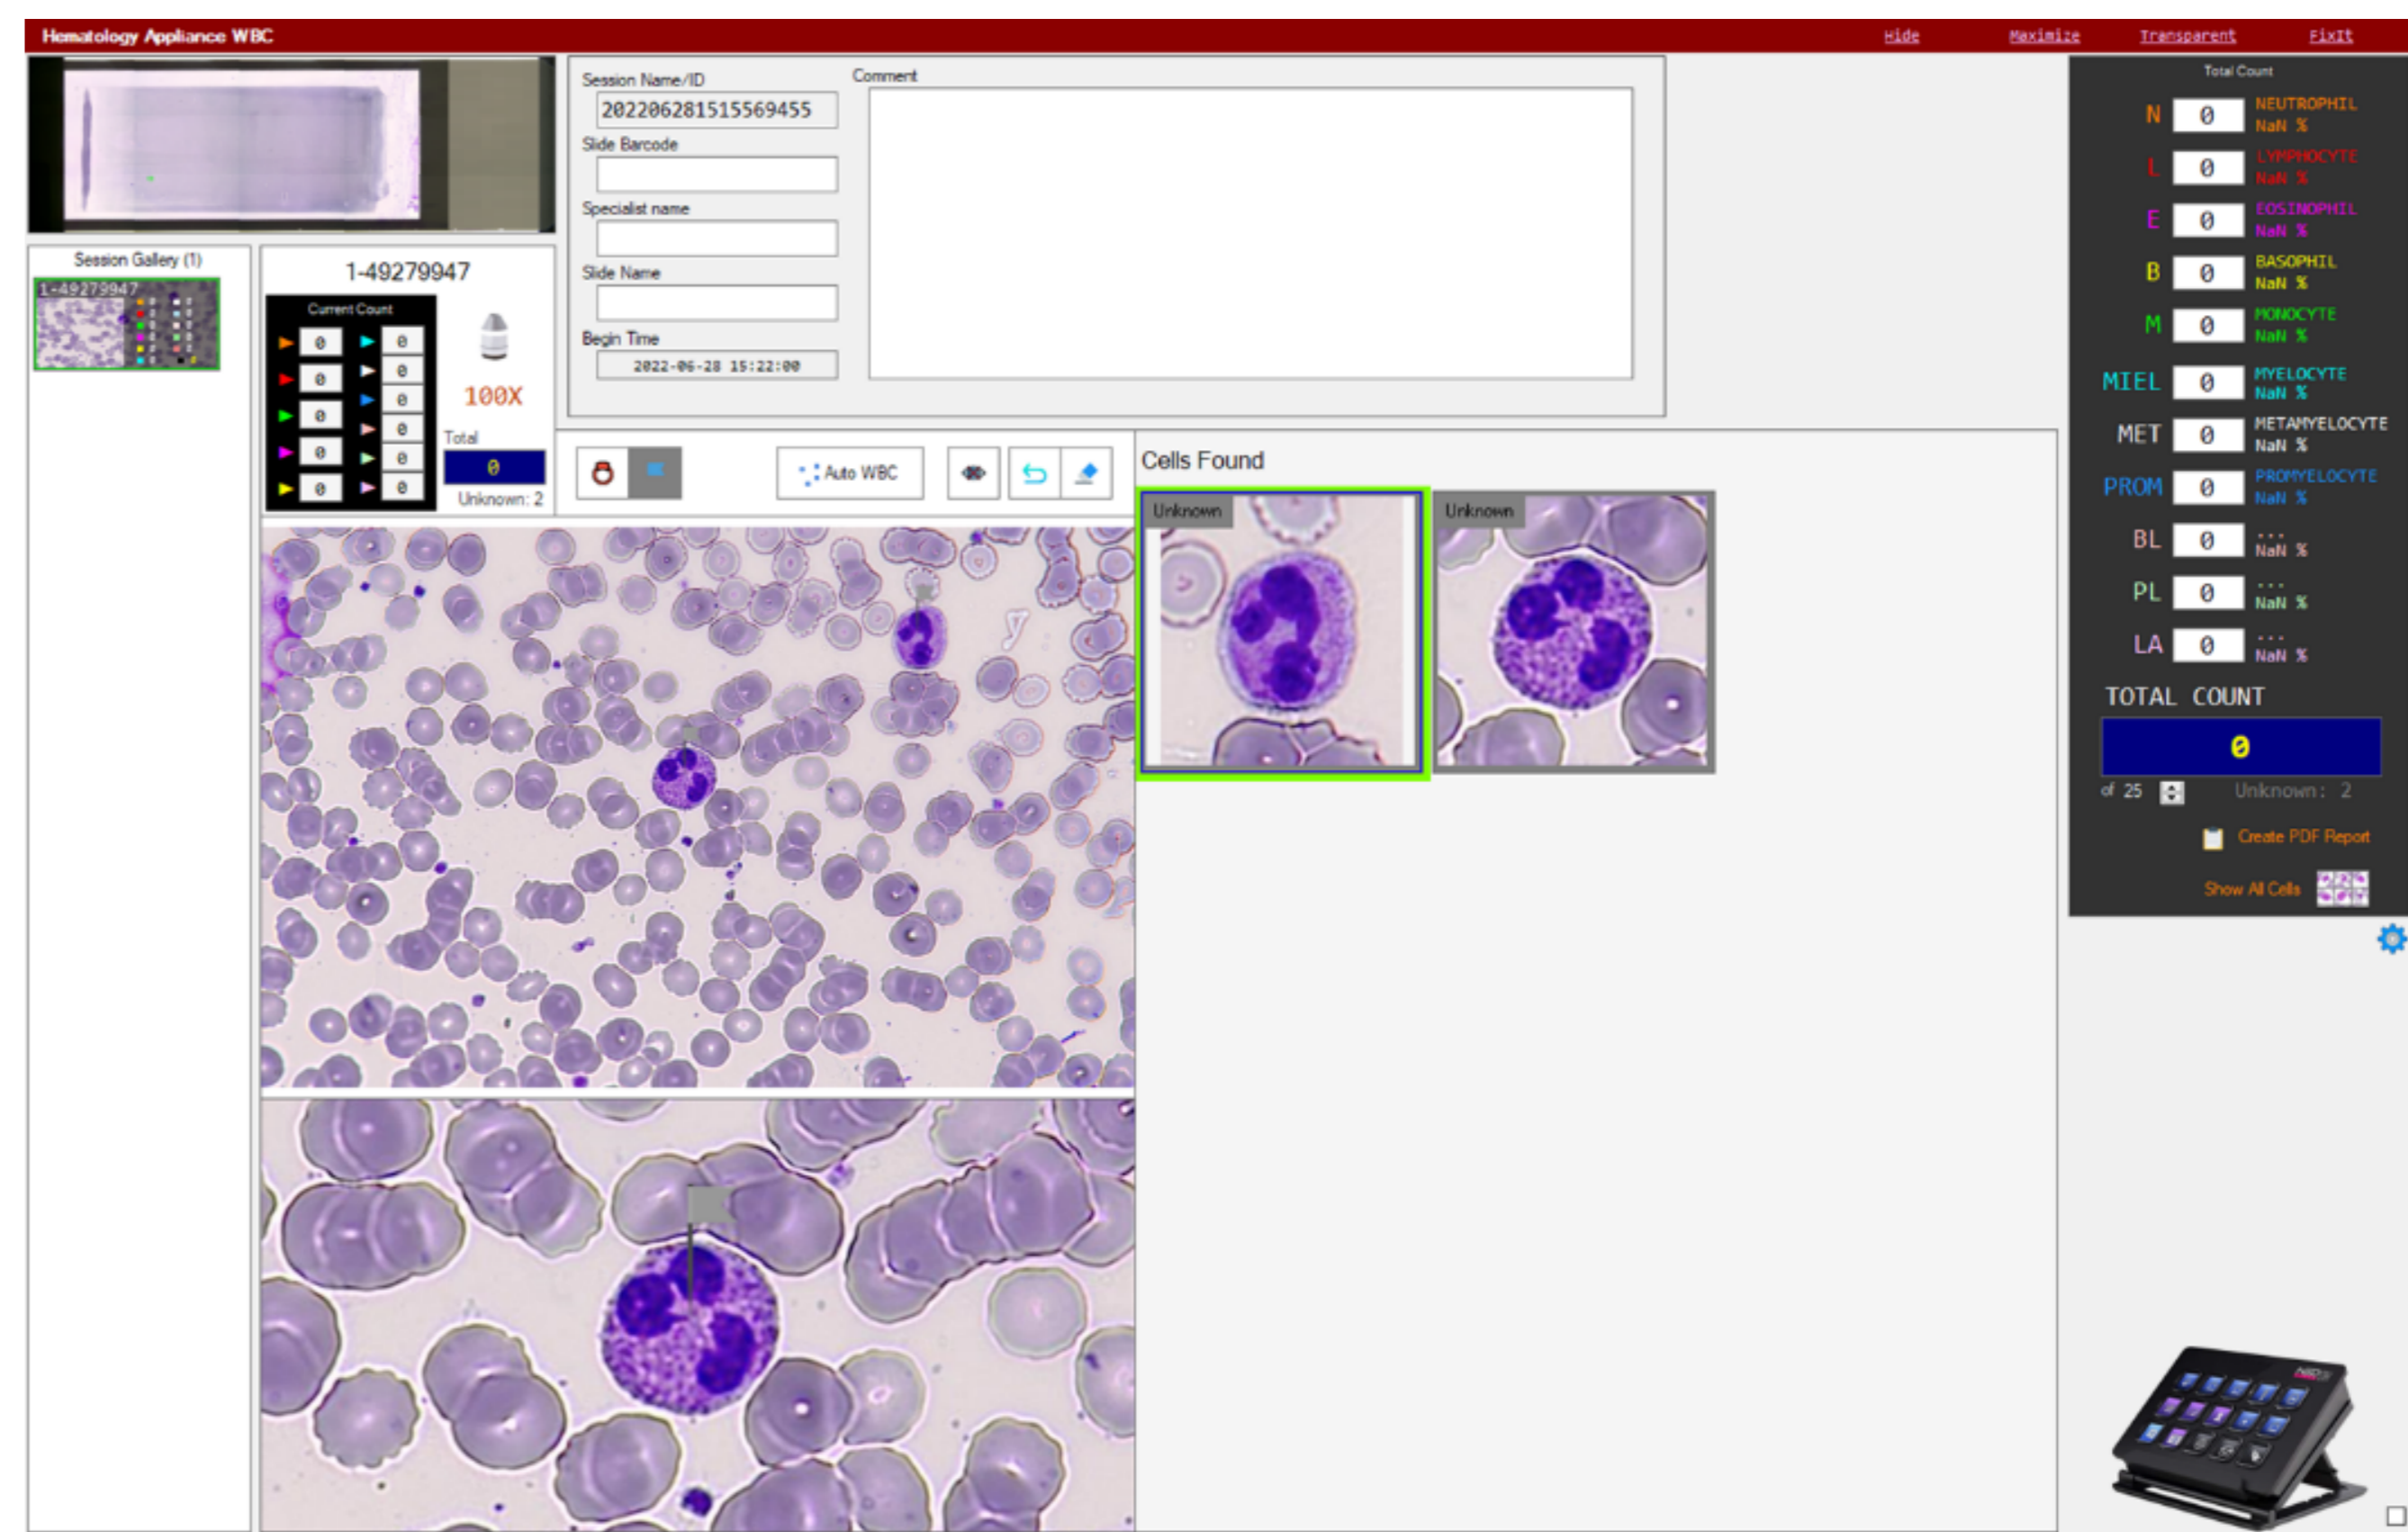 Hematology Appliance WBC
Hide Maximize Transparent FixIt
Session Name/ID
202206281515569455
Slide Barcode
Specialist name
Slide Name
Begin Time
2022-06-28 15:22:00
Comment
Session Gallery (1)
1-49279947
1-49279947
Current Count
0 0
0 0
0 0
0 0
0 0
0
100X
Total
0
Unknown: 2
Auto WBC
Cells Found
Unknown
Unknown
Total Count
N 0 NEUTROPHIL
NaN %
L 0 LYMPHOCYTE
NaN %
E 0 EOSINOPHIL
NaN %
B 0 BASOPHIL
NaN %
M 0 MONOCYTE
NaN %
MIEL 0 MYELOCYTE
NaN %
MET 0 METAMYELOCYTE
NaN %
PROM 0 PROMYELOCYTE
NaN %
BL 0 ...
NaN %
PL 0 ...
NaN %
LA 0 ...
NaN %
TOTAL COUNT
0
of 25 Unknown: 2
Create PDF Report
Show All Cells